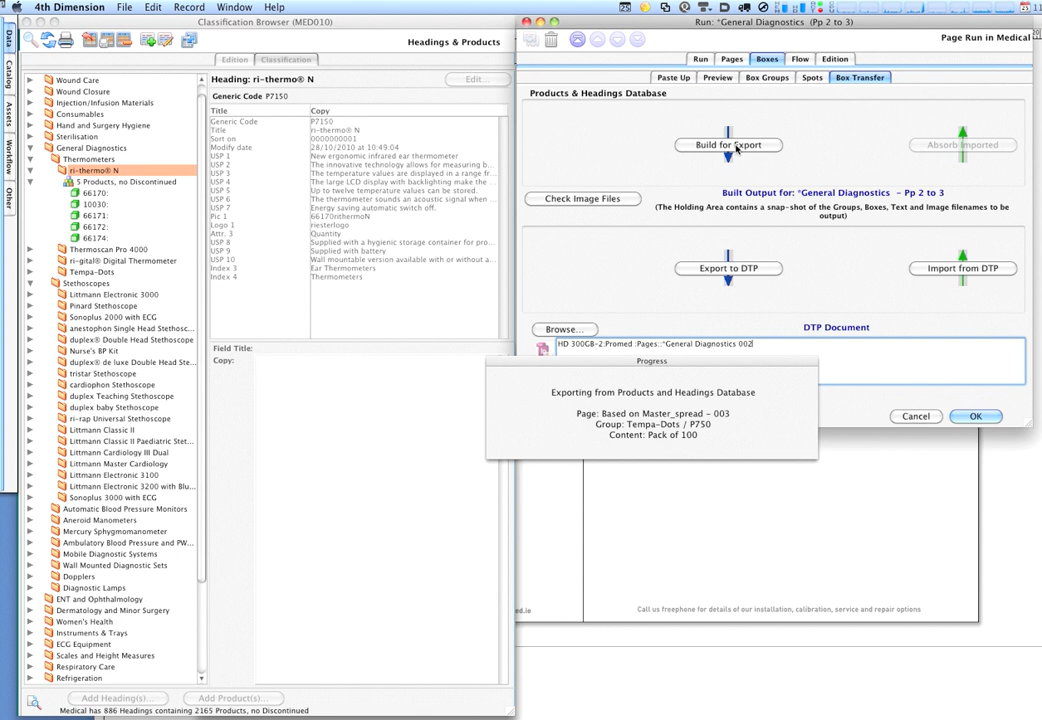 4th Dimension File Edit Record Window Help
Classification Browser (MED010)
Headings & Products
Edition Classification
Data
Catalog
Assets
Workflow
Other
Wound Care
Wound Closure
Injection/Infusion Materials
Consumables
Hand and Surgery Hygiene
Sterilisation
General Diagnostics
Thermometers
ri-thermo® N
5 Products, no Discontinued
66170:
10030:
66171:
66172:
66174:
Thermoscan Pro 4000
ri-gital® Digital Thermometer
Tempa-Dots
Stethoscopes
Littmann Electronic 3000
Pinard Stethoscope
Sonoplus 2000 with ECG
anestophon Single Head Stethosc...
duplex® Double Head Stethoscope
Nurse's BP Kit
duplex® de luxe Double Head Ste...
tristar Stethoscope
cardiophon Stethoscope
duplex Teaching Stethoscope
duplex baby Stethoscope
ri-rap Universal Stethoscope
Littmann Classic II
Littmann Classic II Paediatric Stet...
Littmann Cardiology III Dual
Littmann Master Cardiology
Littmann Electronic 3100
Littmann Electronic 3200 with Blu...
Sonoplus 3000 with ECG
Automatic Blood Pressure Monitors
Aneroid Manometers
Mercury Sphygmomanometer
Ambulatory Blood Pressure and PW...
Mobile Diagnostic Systems
Wall Mounted Diagnostic Sets
Dopplers
Diagnostic Lamps
ENT and Ophthalmology
Dermatology and Minor Surgery
Women's Health
Instruments & Trays
ECG Equipment
Scales and Height Measures
Respiratory Care
Refrigeration
Add Heading(s)... Add Product(s)...
Medical has 886 Headings containing 2165 Products, no Discontinued
Heading: ri-thermo® N Edit...
Generic Code P7150
Title Copy
Generic Code P7150
Title ri-thermo® N
Sort on 0000000001
Modify date 28/10/2010 at 10:49:04
USP 1 New ergonomic infrared ear thermometer
USP 2 The innovative technology allows for measuring b...
USP 3 The temperature values are displayed in a range fr...
USP 4 The large LCD display with backlighting make the...
USP 5 Up to twelve temperature values can be stored.
USP 6 The thermometer sounds an acoustic signal when ...
USP 7 Energy saving automatic switch off.
Pic 1 66170rithermoN
Logo 1 riesterlogo
Attr. 3 Quantity
USP 8 Supplied with a hygienic storage container for pro...
USP 9 Supplied with battery
USP 10 Wall mountable version available with or without a...
Index 3 Ear Thermometers
Index 4 Thermometers
Field Title:
Copy:
Run: *General Diagnostics (Pp 2 to 3)
Page Run in Medical
Run Pages Boxes Flow Edition
Paste Up Preview Box Groups Spots Box Transfer
Products & Headings Database
Build for Export Absorb Imported
Check Image Files
Built Output for: *General Diagnostics - Pp 2 to 3
(The Holding Area contains a snap-shot of the Groups, Boxes, Text and Image filenames to be
output)
Export to DTP Import from DTP
Browse... DTP Document
HD 300GB-2:Promed :Pages::*General Diagnostics 002
Cancel OK
Progress
Exporting from Products and Headings Database
Page: Based on Master_spread - 003
Group: Tempa-Dots / P750
Content: Pack of 100
ed.ie
Call us freephone for details of our installation, calibration, service and repair options